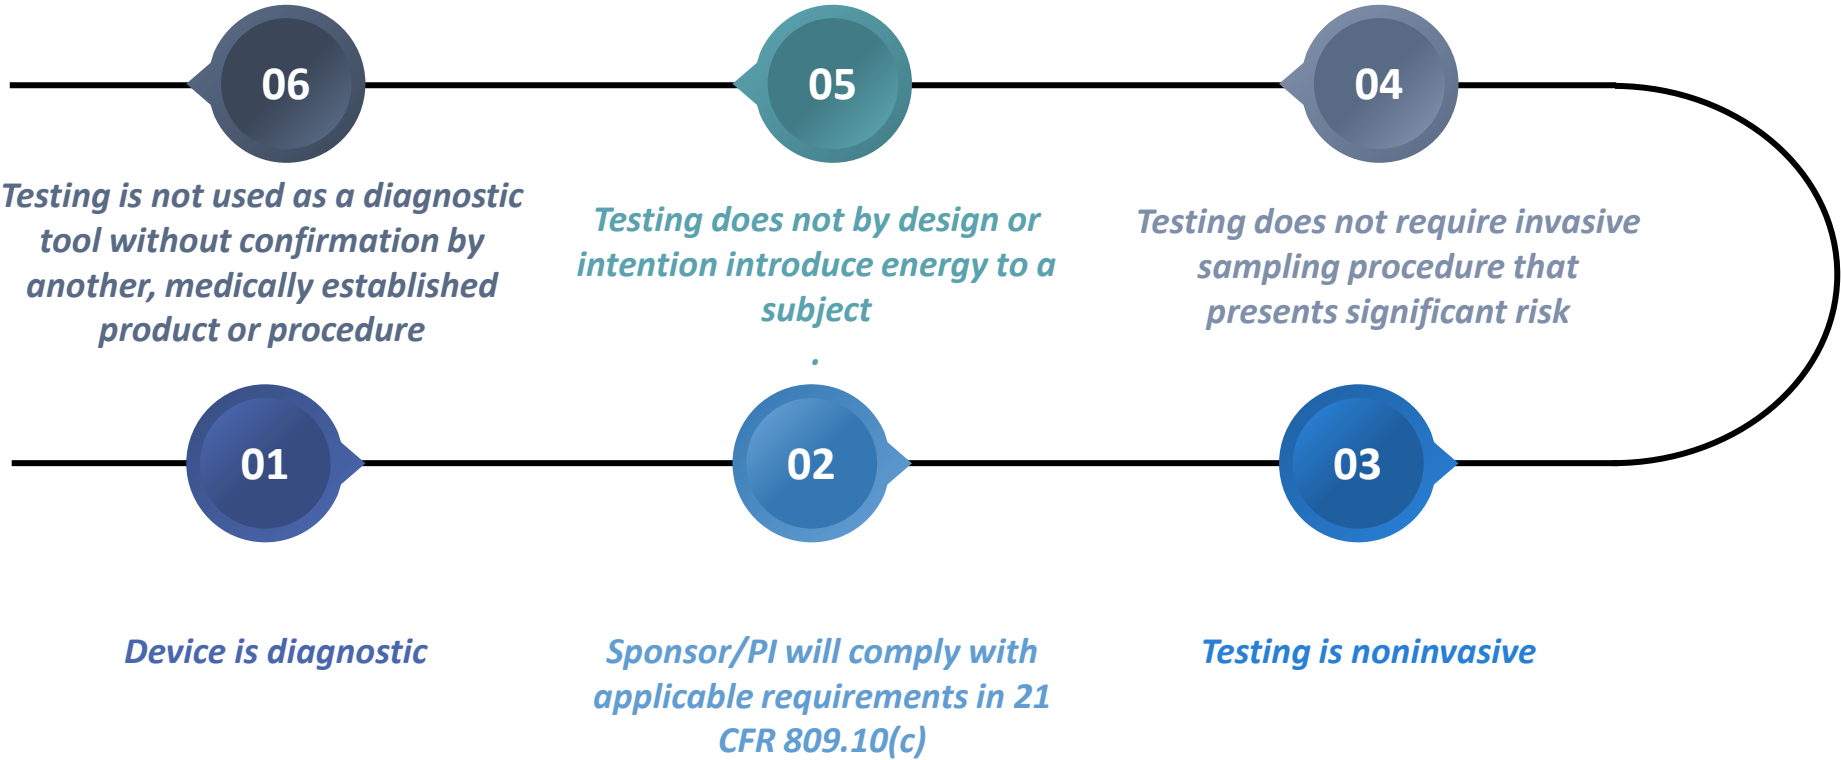 06
05
04
Testing is not used as a diagnostic
tool without confirmation by
another, medically established
product or procedure
Testing does not by design or
intention introduce energy to a
subject
.
Testing does not require invasive
sampling procedure that
presents significant risk
01
02
03
Device is diagnostic
Sponsor/PI will comply with
applicable requirements in 21
CFR 809.10(c)
Testing is noninvasive